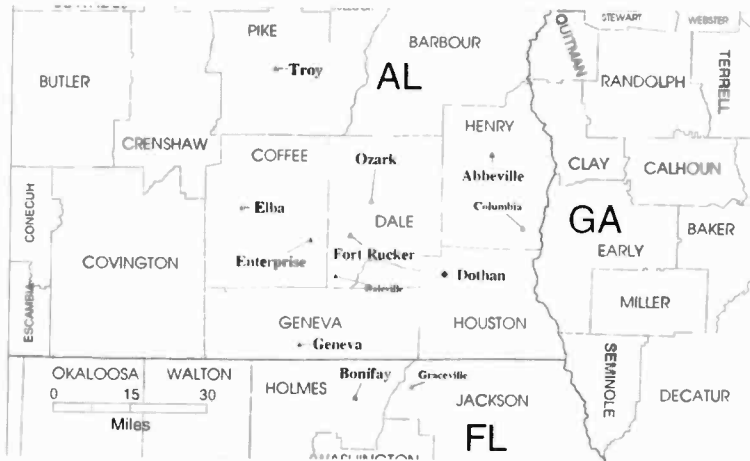 STEWART
WEBSTER
PIKE
BARBOUR
QUITMAN
TERRELL
Troy
AL
BUTLER
RANDOLPH
HENRY
CRENSHAW
COFFEE
Ozark
CLAY
CALHOUN
Abbeville
CONECUH
Elba
Columbia
DALE
GA
BAKER
Enterprise
Fort Rucker
EARLY
COVINGTON
Dothan
Daleville
ESCAMBIA
MILLER
GENEVA
HOUSTON
Geneva
SEMINOLE
OKALOOSA
WALTON
HOLMES
Bonifay
Graceville
DECATUR
0 15 30
JACKSON
Miles
FL
WASHINGTON